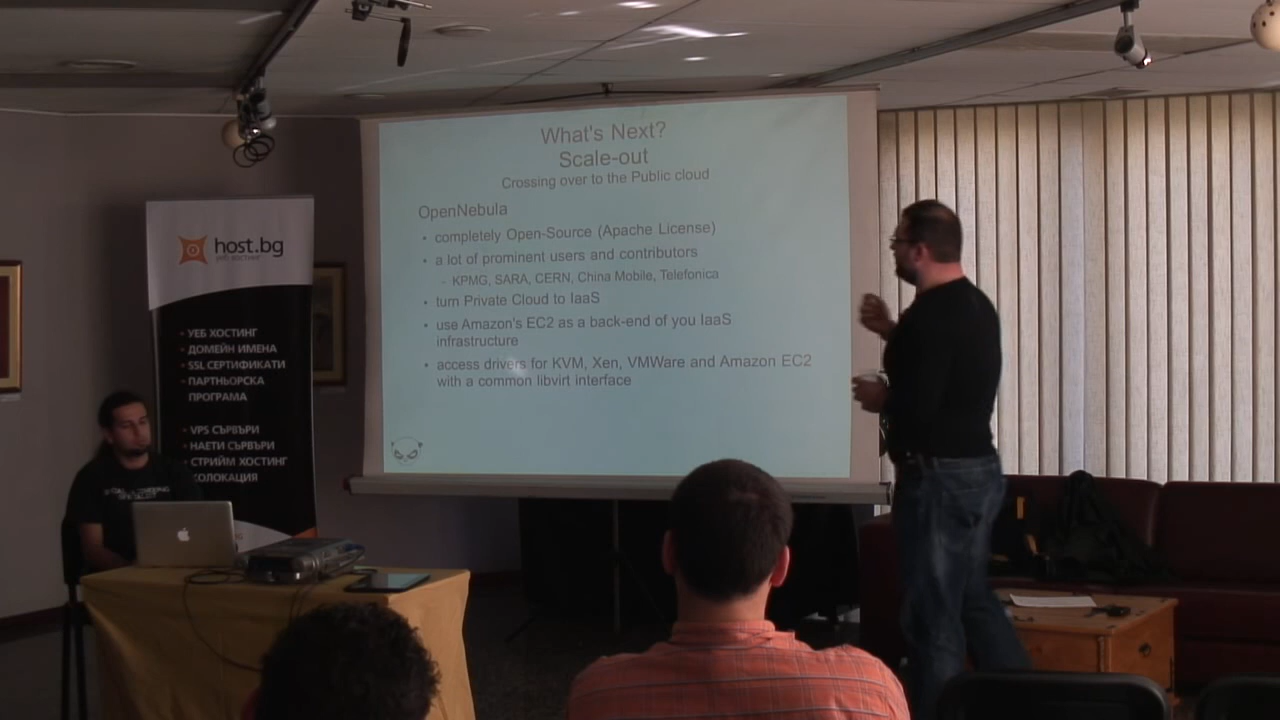 What's Next?
Scale-out
Crossing over to the Public cloud
OpenNebula
• completely Open-Source (Apache License)
• a lot of prominent users and contributors
- KPMG, SARA, CERN, China Mobile, Telefonica
• turn Private Cloud to IaaS
• use Amazon's EC2 as a back-end of you IaaS
infrastructure
• access drivers for KVM, Xen, VMWare and Amazon EC2
with a common libvirt interface
host.bg
• УЕБ ХОСТИНГ
• ДОМЕЙН ИМЕНА
• SSL СЕРТИФИКАТИ
• ПАРТНЬОРСКА
ПРОГРАМА
• VPS СЪРВЪРИ
• НАЕТИ СЪРВЪРИ
• СТРИЙМ ХОСТИНГ
КОЛОКАЦИЯ